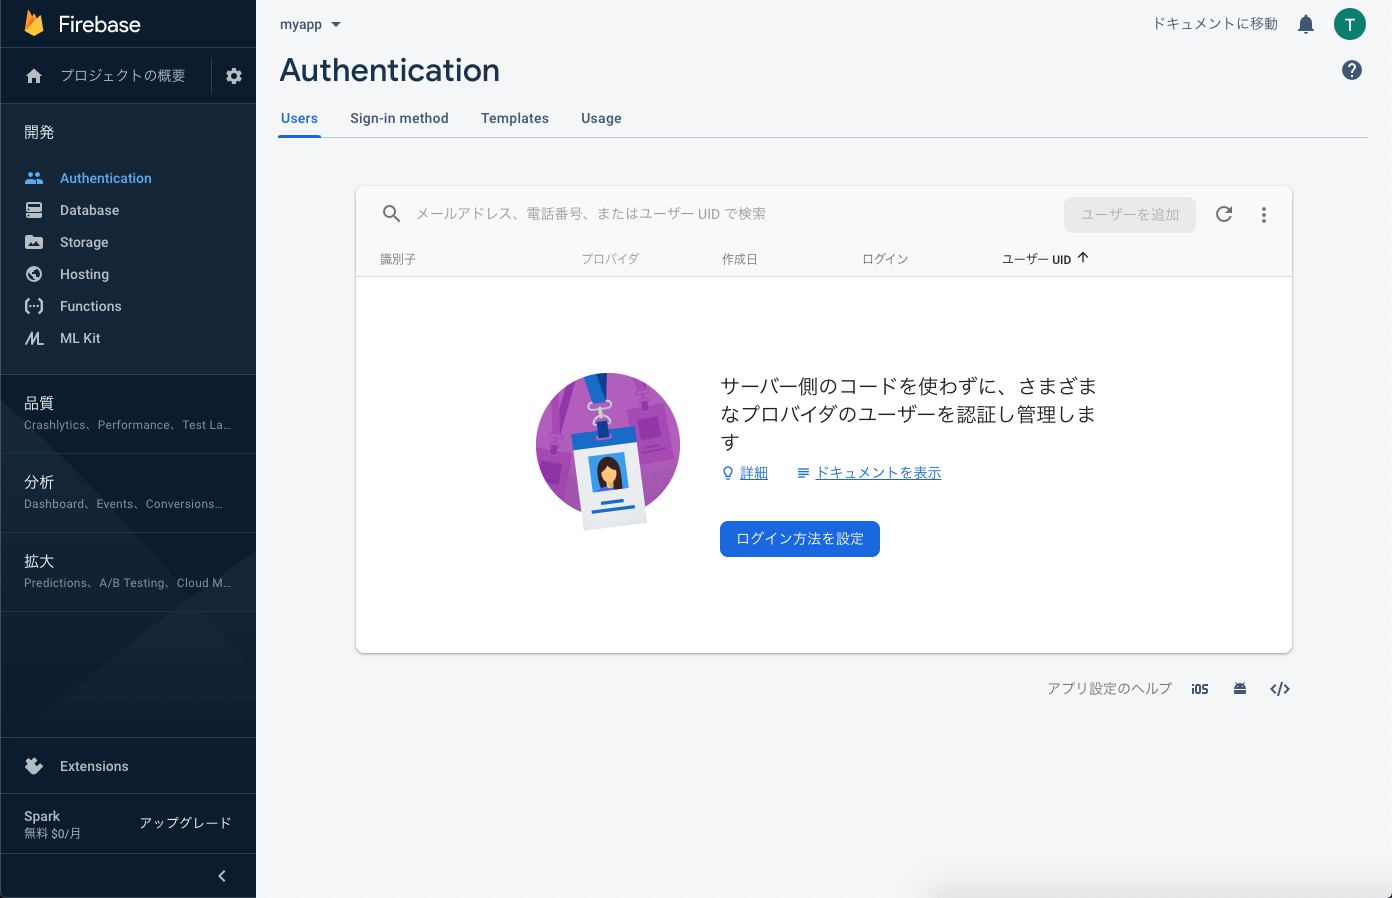 Firebase
プロジェクトの概要
開発
Authentication
Database
Storage
Hosting
Functions
ML Kit
品質
Crashlytics、Performance、Test La...
分析
Dashboard、Events、Conversions...
拡大
Predictions、A/B Testing、Cloud M...
Extensions
Spark
無料 $0/月
アップグレード
myapp
ドキュメントに移動
T
Authentication
Users Sign-in method Templates Usage
メールアドレス、電話番号、またはユーザー UID で検索
ユーザーを追加
識別子 プロバイダ 作成日 ログイン ユーザー UID
サーバー側のコードを使わずに、さまざま
なプロバイダのユーザーを認証し管理しま
す
詳細 ドキュメントを表示
ログイン方法を設定
アプリ設定のヘルプ iOS